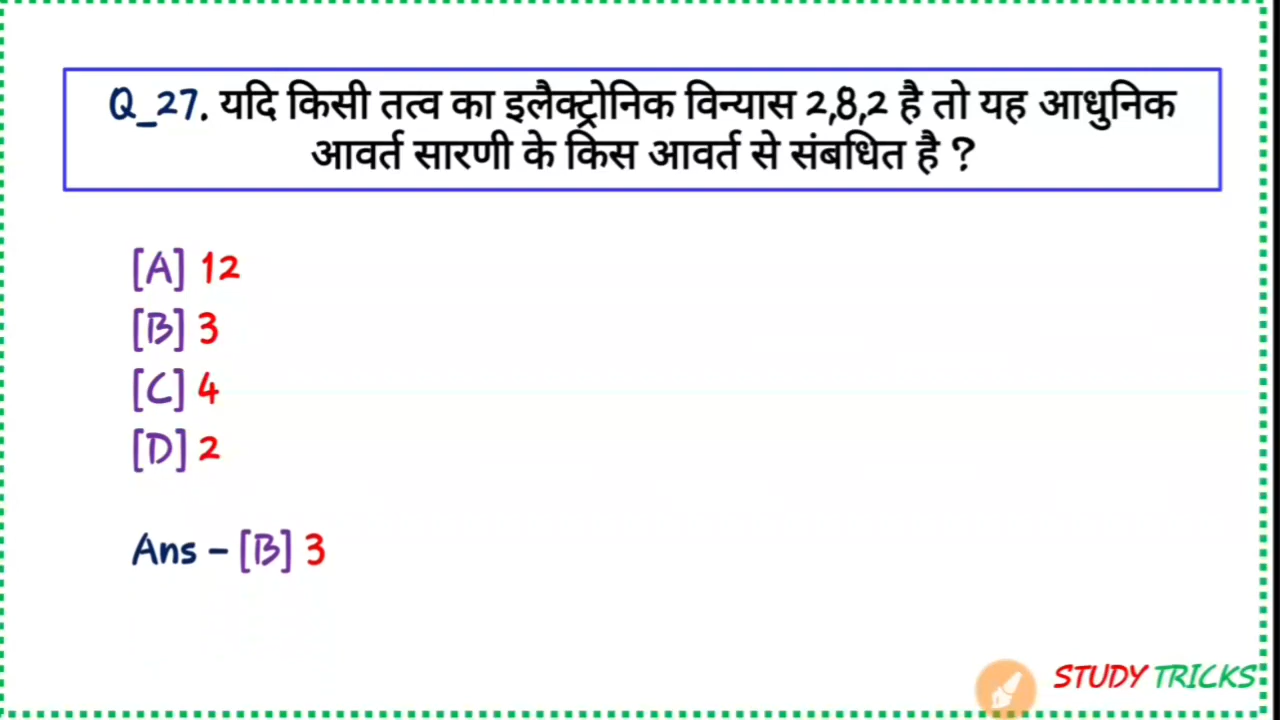 Q_27. यदि किसी तत्व का इलैक्ट्रोनिक विन्यास 2,8,2 है तो यह आधुनिक
आवर्त सारणी के किस आवर्त से संबधित है ?
[A] 12
[B] 3
[C] 4
[D] 2
Ans - [B] 3
STUDY TRICKS